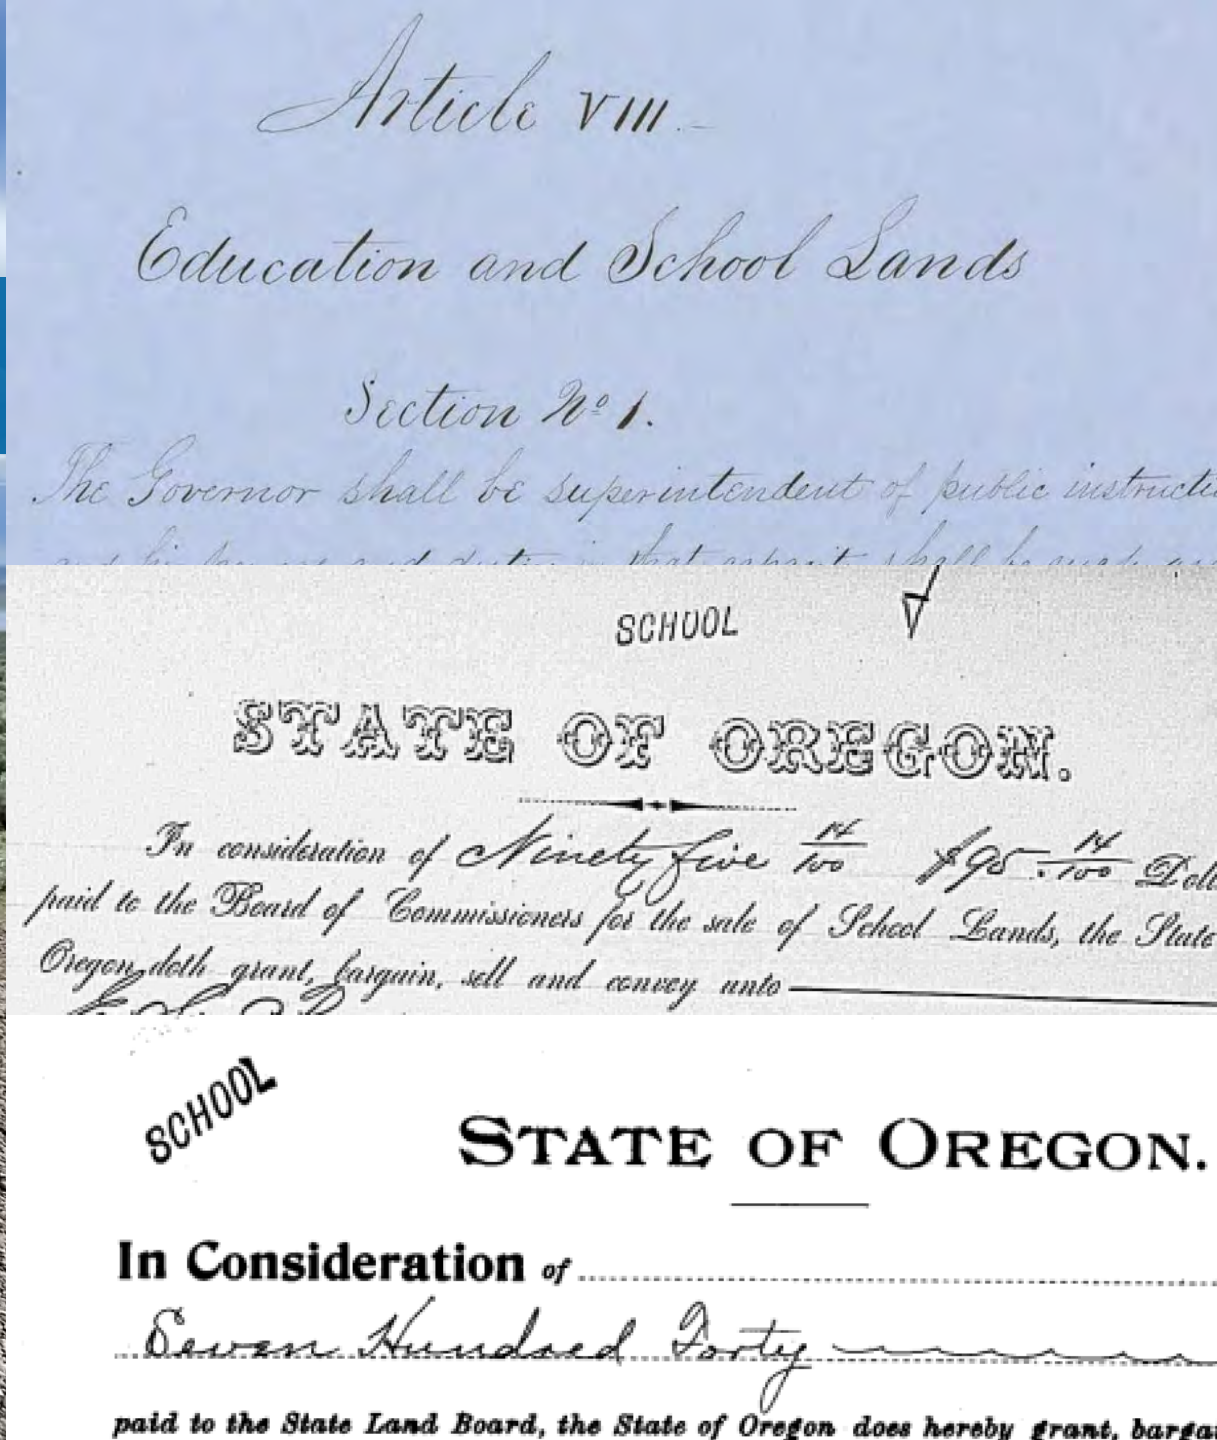 Article VIII.
Education and School Lands
Section No 1.
The Governor shall be superintendent of public instructi
SCHOOL
STATE OF OREGON.
In consideration of Ninety five 14/100 $95.14/100 Doll
paid to the Board of Commissioners for the sale of School Lands, the State
Oregon doth grant, bargain, sell and convey unto
SCHOOL
STATE OF OREGON.
In Consideration of
Seven Hundred Forty
paid to the State Land Board, the State of Oregon does hereby grant, barga